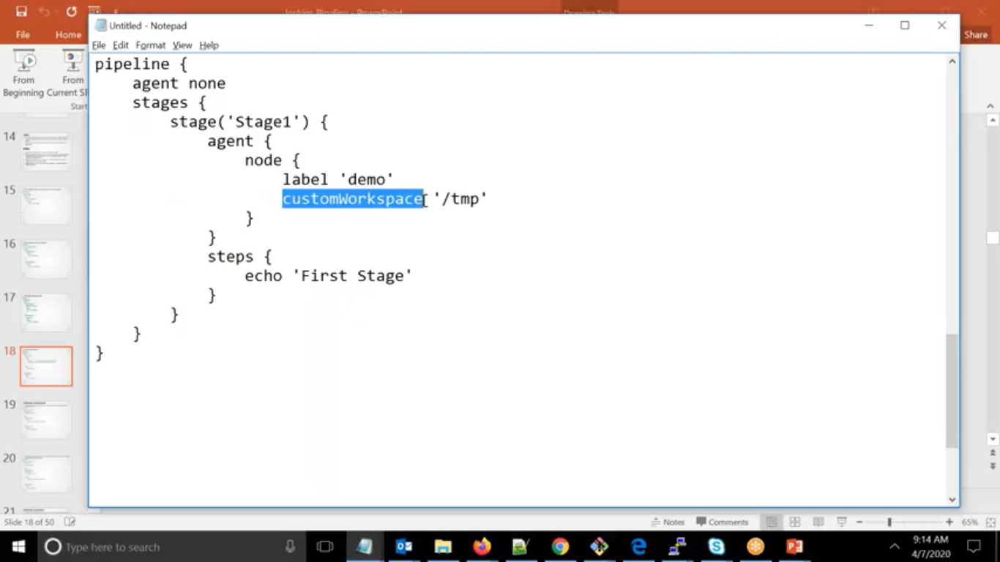 Untitled - Notepad
File Home
Share
File Edit Format View Help
From Beginning
From Current Sl
Start
pipeline {
agent none
stages {
stage('Stage1') {
agent {
node {
label 'demo'
customWorkspace '/tmp'
}
}
steps {
echo 'First Stage'
}
}
}
}
14
15
16
17
18
19
20
21
Slide 18 of 50
Notes
Comments
65%
Type here to search
9:14 AM
4/7/2020